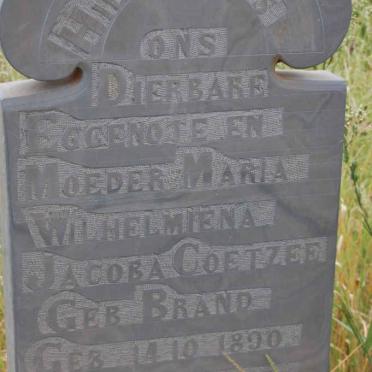 ONS
DIERBARE
EGGENOTE EN
MOEDER MARIA
WILHELMIENA
JACOBA COETZEE
GEB BRAND
GEB 14.10.1890